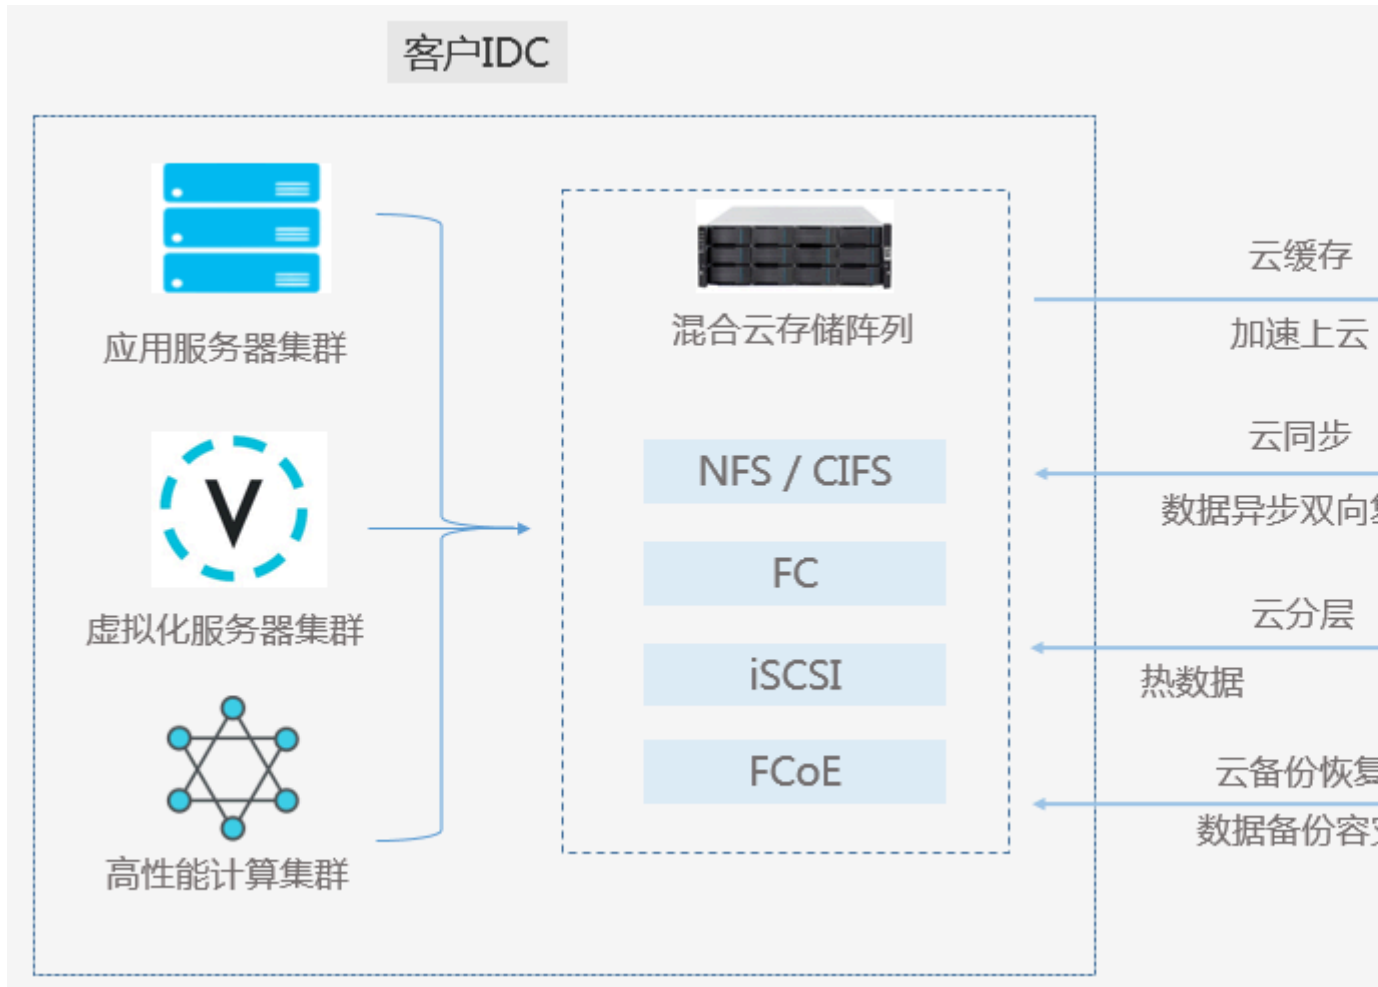 客户IDC
应用服务器集群
虚拟化服务器集群
高性能计算集群
混合云存储阵列
NFS / CIFS
FC
iSCSI
FCoE
云缓存
加速上云
云同步
数据异步双向
云分层
热数据
云备份恢复
数据备份容